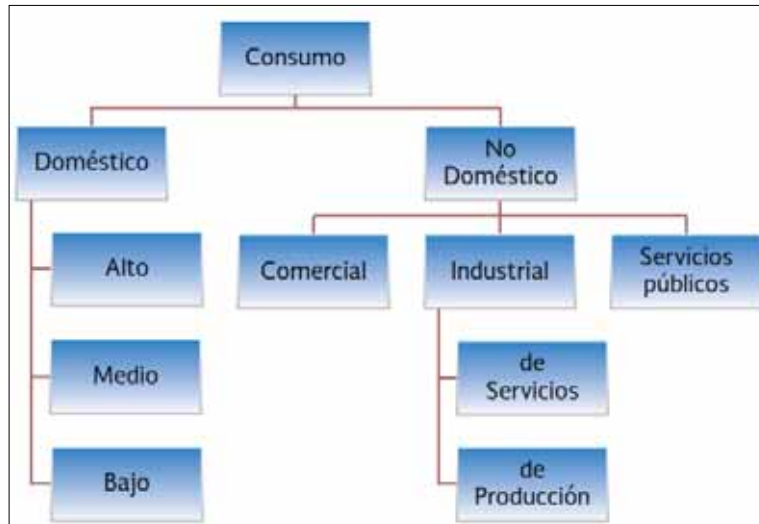 Consumo
Doméstico
No
Doméstico
Alto
Medio
Bajo
Comercial
Industrial
Servicios
públicos
de
Servicios
de
Producción